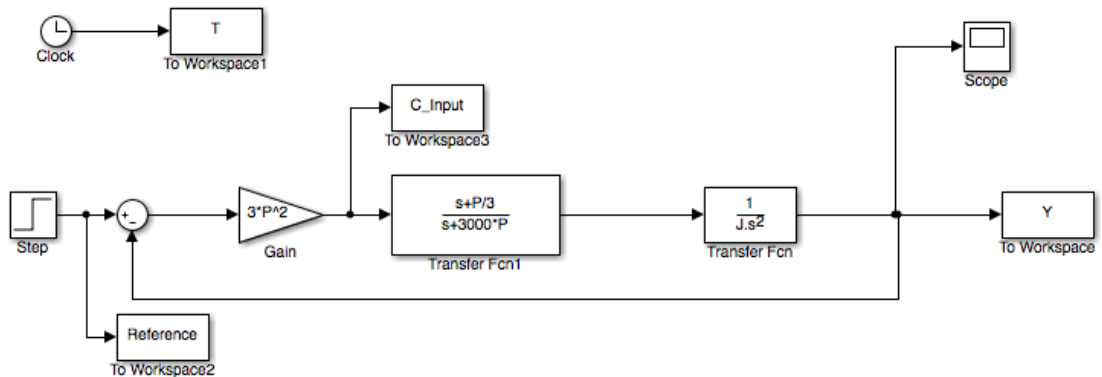 T
Clock
To Workspace1
Scope
C_Input
To Workspace3
+
−
Step
3*P^2
Gain
s+P/3
s+3000*P
Transfer Fcn1
1
J.s2
Transfer Fcn
Y
To Workspace
Reference
To Workspace2